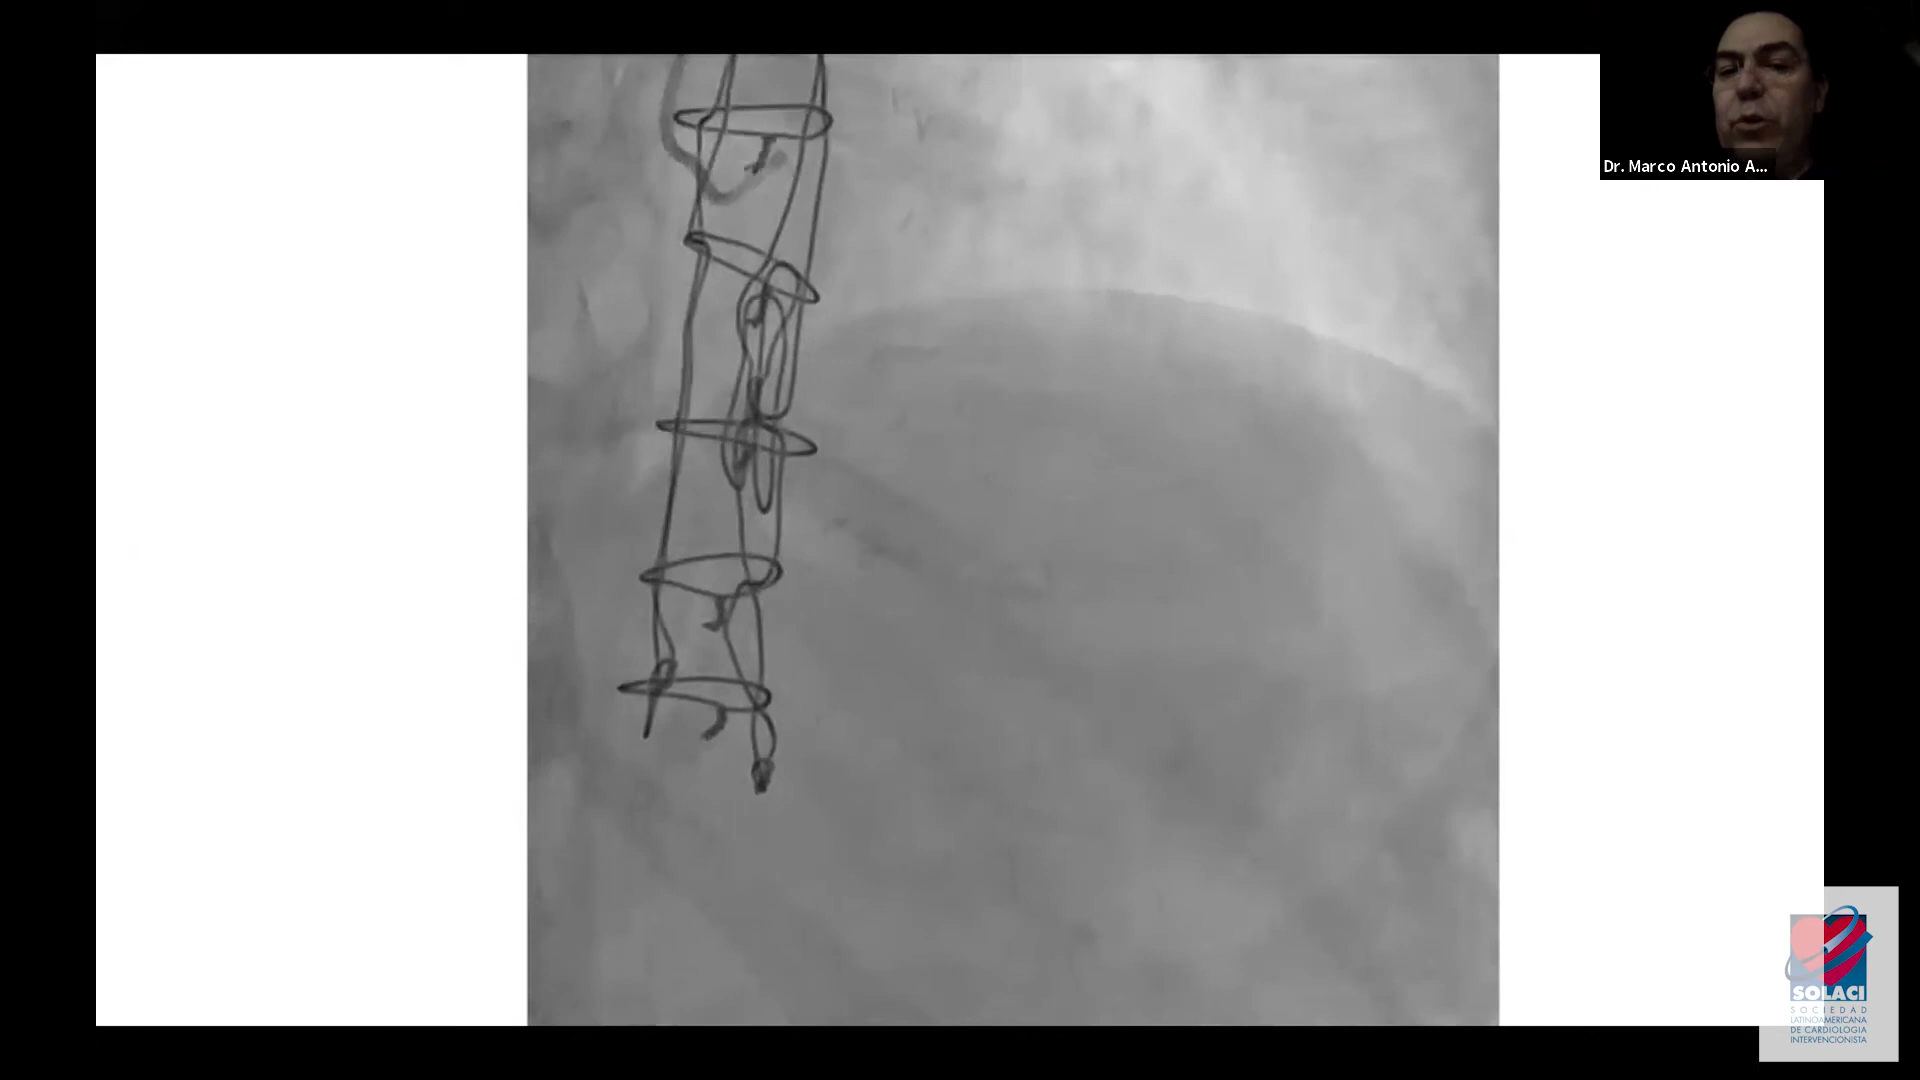 Dr. Marco Antonio A...
SOLACI
SOCIEDAD
LATINOAMERICANA
DE CARDIOLOGIA
INTERVENCIONISTA